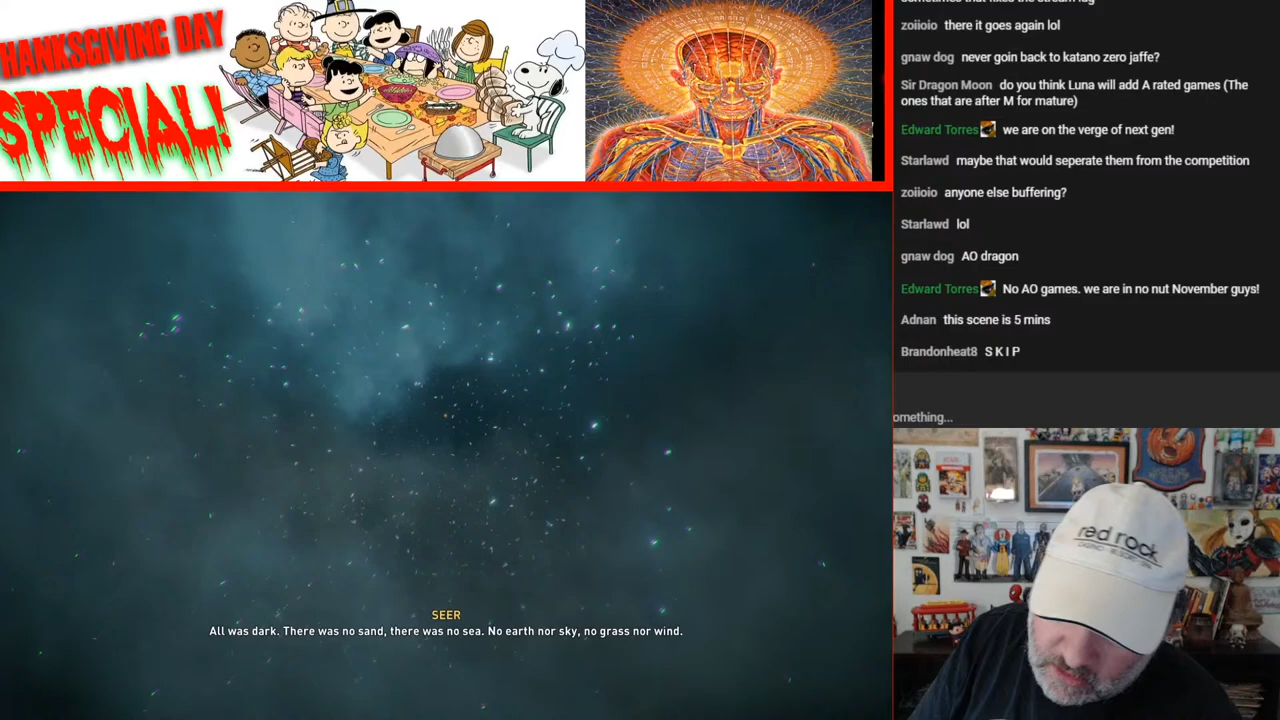 HANKSGIVING DAY
SPECIAL!
zoiioio there it goes again lol
gnaw dog never goin back to katano zero jaffe?
Sir Dragon Moon do you think Luna will add A rated games (The
ones that are after M for mature)
Edward Torres we are on the verge of next gen!
Starlawd maybe that would seperate them from the competition
zoiioio anyone else buffering?
Starlawd lol
gnaw dog AO dragon
Edward Torres No AO games. we are in no nut November guys!
Adnan this scene is 5 mins
Brandonheat8 S K I P
omething...
red rock
SEER
All was dark. There was no sand, there was no sea. No earth nor sky, no grass nor wind.